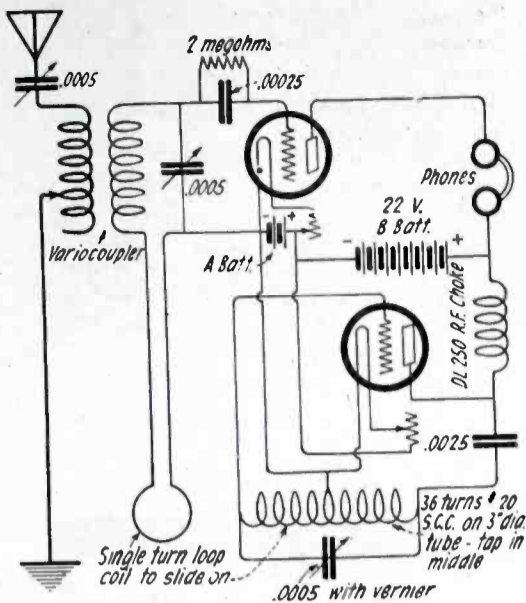 2 megohms
.0005
.00025
.0005
Phones
Variocoupler
- +
A Batt.
22 V.
B Batt.
- +
DL 250 R.F. Choke
.0025
36 turns # 20
S.C.C. on 3" dia.
tube - tap in
middle
Single turn loop
coil to slide on
.0005 with vernier